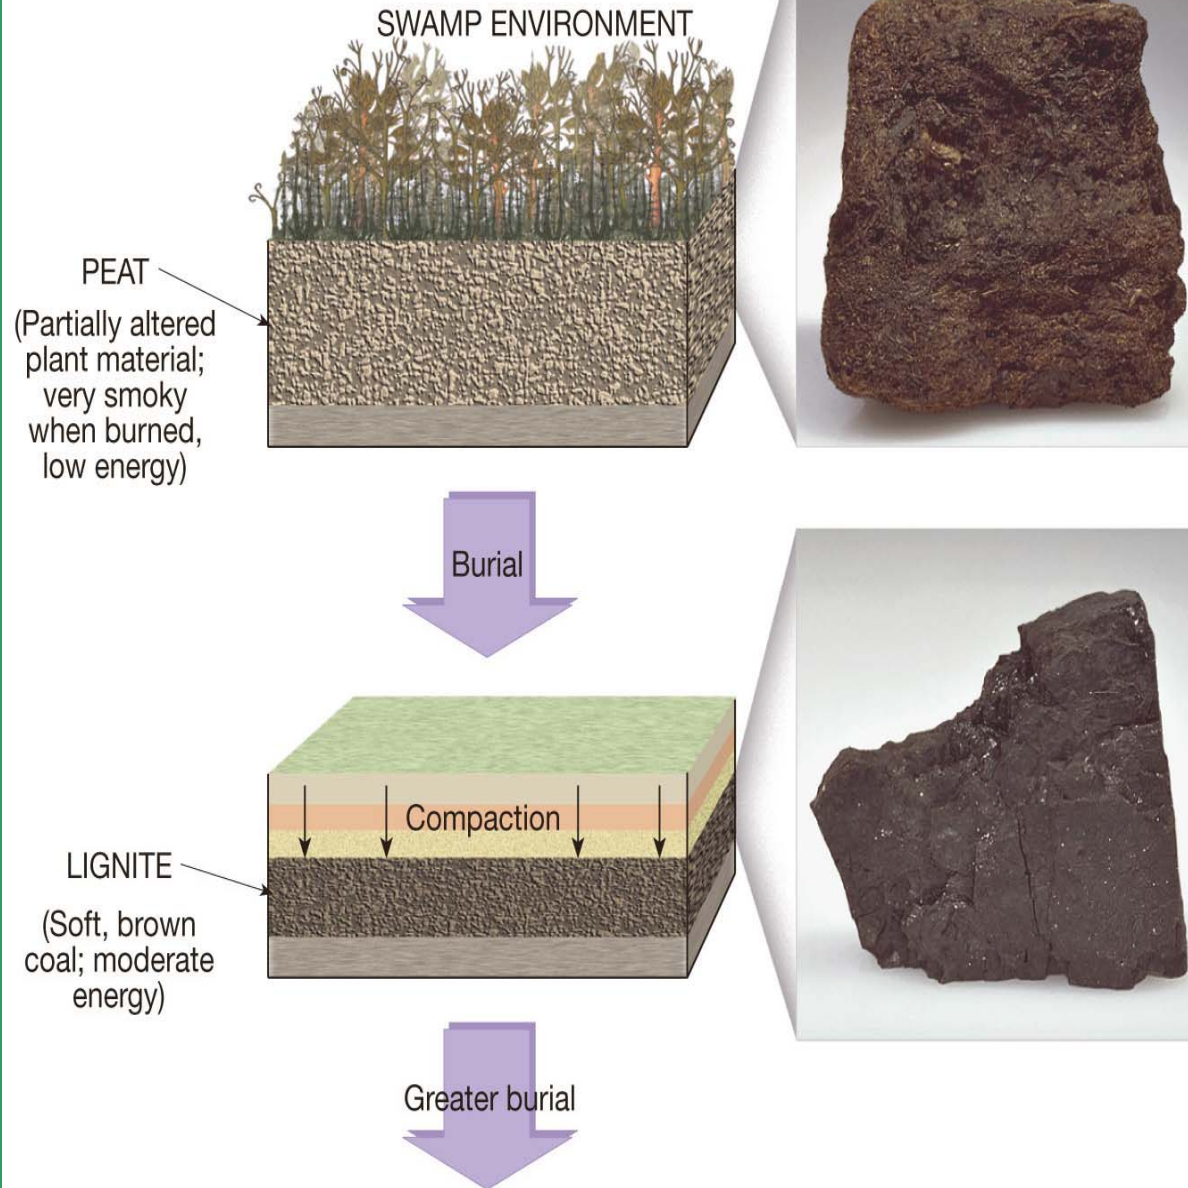 SWAMP ENVIRONMENT
PEAT
(Partially altered
plant material;
very smoky
when burned,
low energy)
Burial
Compaction
LIGNITE
(Soft, brown
coal; moderate
energy)
Greater burial